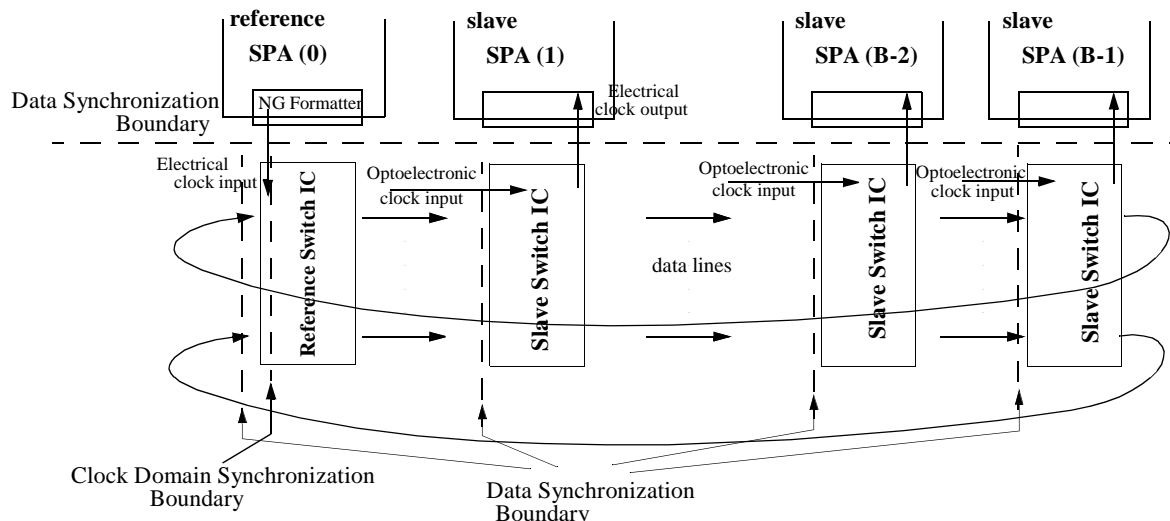 reference
SPA (0)
slave
SPA (1)
slave
SPA (B-2)
slave
SPA (B-1)
NG Formatter
Data Synchronization
Boundary
Electrical
clock output
Electrical
clock input
Optoelectronic
clock input
Optoelectronic
clock input
Optoelectronic
clock input
Reference Switch IC
Slave Switch IC
data lines
Slave Switch IC
Slave Switch IC
Clock Domain Synchronization
Boundary
Data Synchronization
Boundary